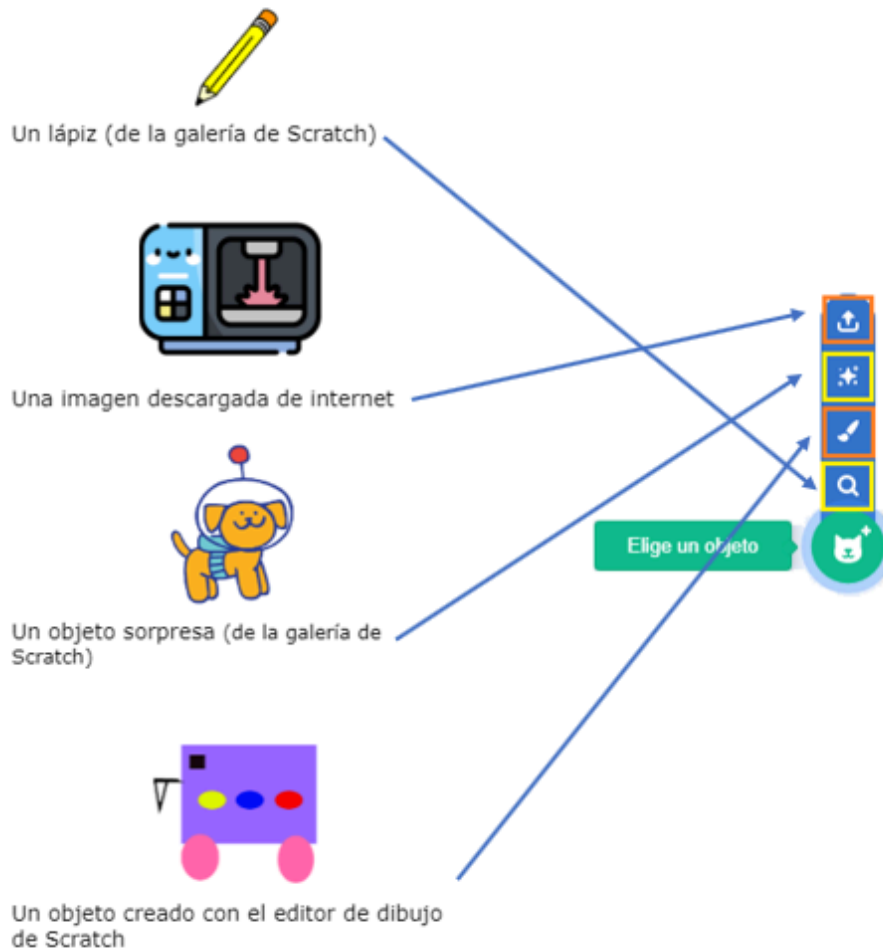 Un lápiz (de la galería de Scratch)
Una imagen descargada de internet
Elige un objeto
Un objeto sorpresa (de la galería de
Scratch)
Un objeto creado con el editor de dibujo
de Scratch